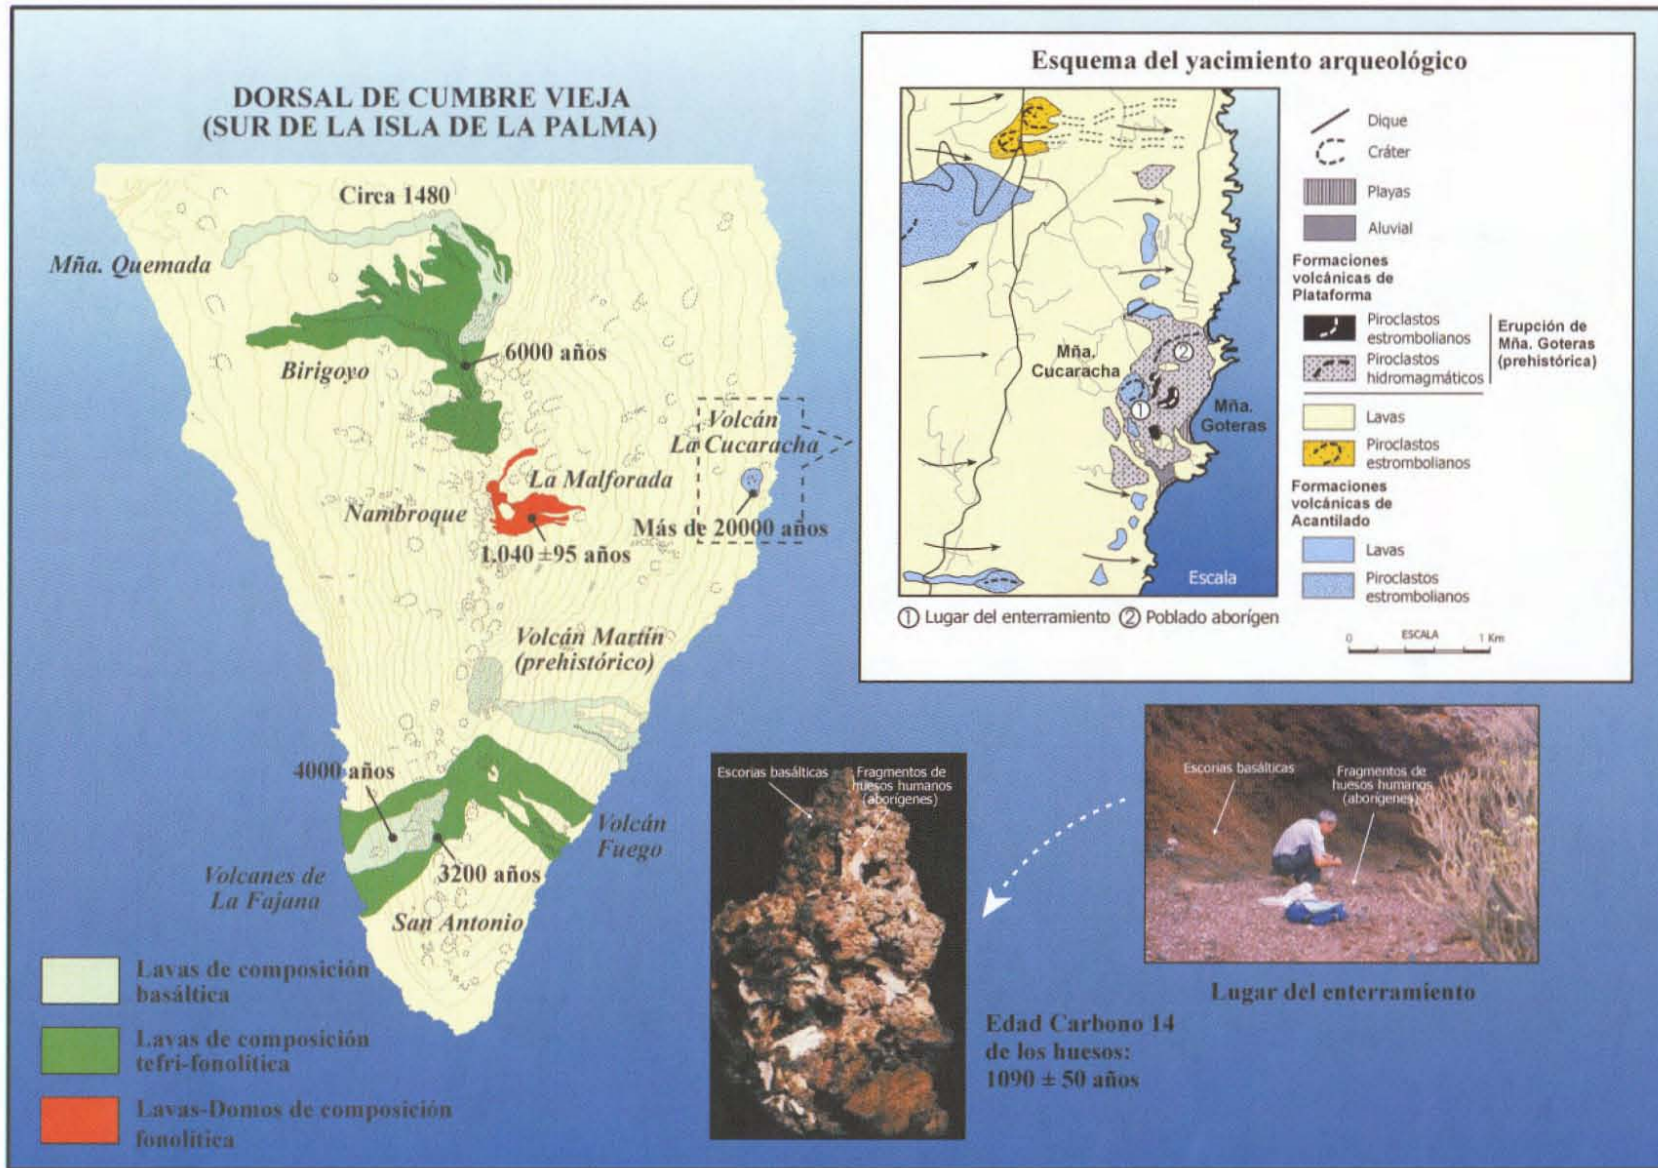 DORSAL DE CUMBRE VIEJA
(SUR DE LA ISLA DE LA PALMA)
Circa 1480
Mña. Quemada
6000 años
Birigoyo
Volcán
La Cucaracha
La Malforada
Nambroque
Más de 20000 años
1.040 ±95 años
Volcán Martín
(prehistórico)
4000 años
Volcán
Fuego
3200 años
Volcanes de
La Fajana
San Antonio
Lavas de composición
basáltica
Lavas de composición
tefri-fonolítica
Lavas-Domos de composición
fonolítica
Esquema del yacimiento arqueológico
Mña.
Cucaracha
2
1
Mña.
Goteras
Escala
1 Lugar del enterramiento 2 Poblado aborígen
Dique
Cráter
Playas
Aluvial
Formaciones
volcánicas de
Plataforma
Piroclastos
estrombolianos
Piroclastos
hidromagmáticos
Erupción de
Mña. Goteras
(prehistórica)
Lavas
Piroclastos
estrombolianos
Formaciones
volcánicas de
Acantilado
Lavas
Piroclastos
estrombolianos
0 ESCALA 1 Km
Escorias basálticas
Fragmentos de
huesos humanos
(aborígenes)
Escorias basálticas
Fragmentos de
huesos humanos
(aborígenes)
Lugar del enterramiento
Edad Carbono 14
de los huesos:
1090 ± 50 años